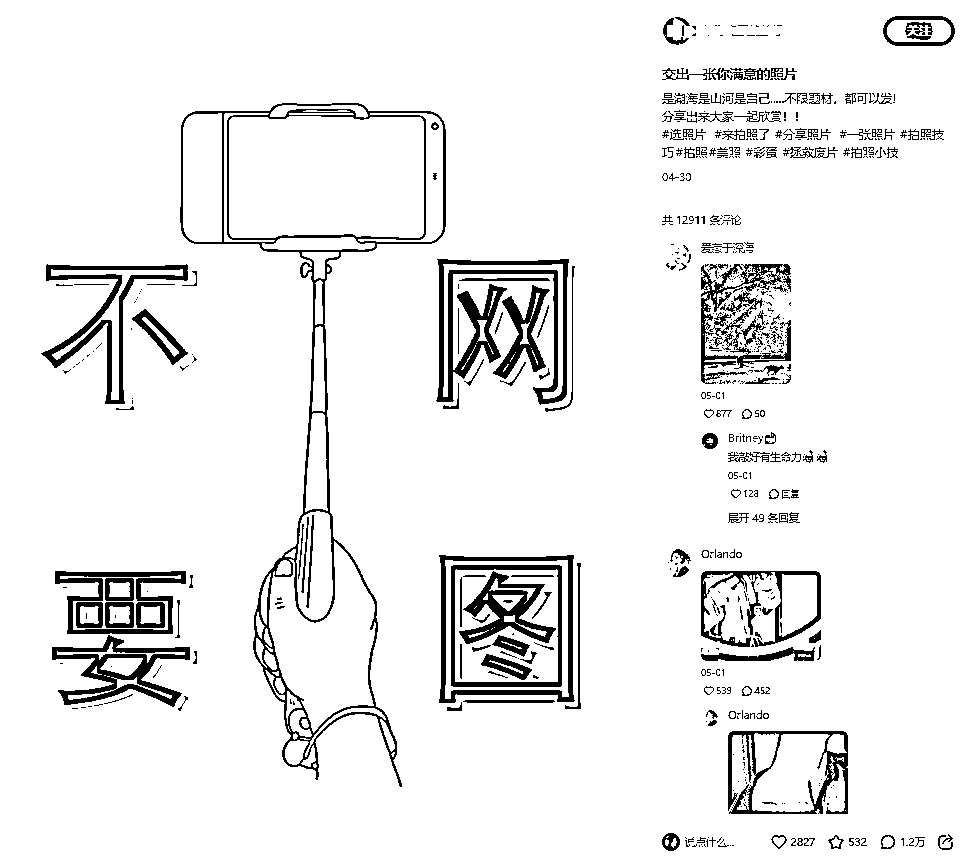 不
网
要
图
关注
交出一张你满意的照片
是湖海是山河是自己.....不限题材，都可以发！
分享出来大家一起欣赏！！
#选照片 #来拍照了 #分享照片 #一张照片 #拍照技
巧#拍照#美照 #彩蛋 #拯救废片 #拍照小技
04-30
共 12911 条评论
爱意于深海
05-01
877 50
Britney
我敲好有生命力
05-01
128 回复
展开 49 条回复
Orlando
05-01
539 452
Orlando
说点什么...
2827 532 1.2万